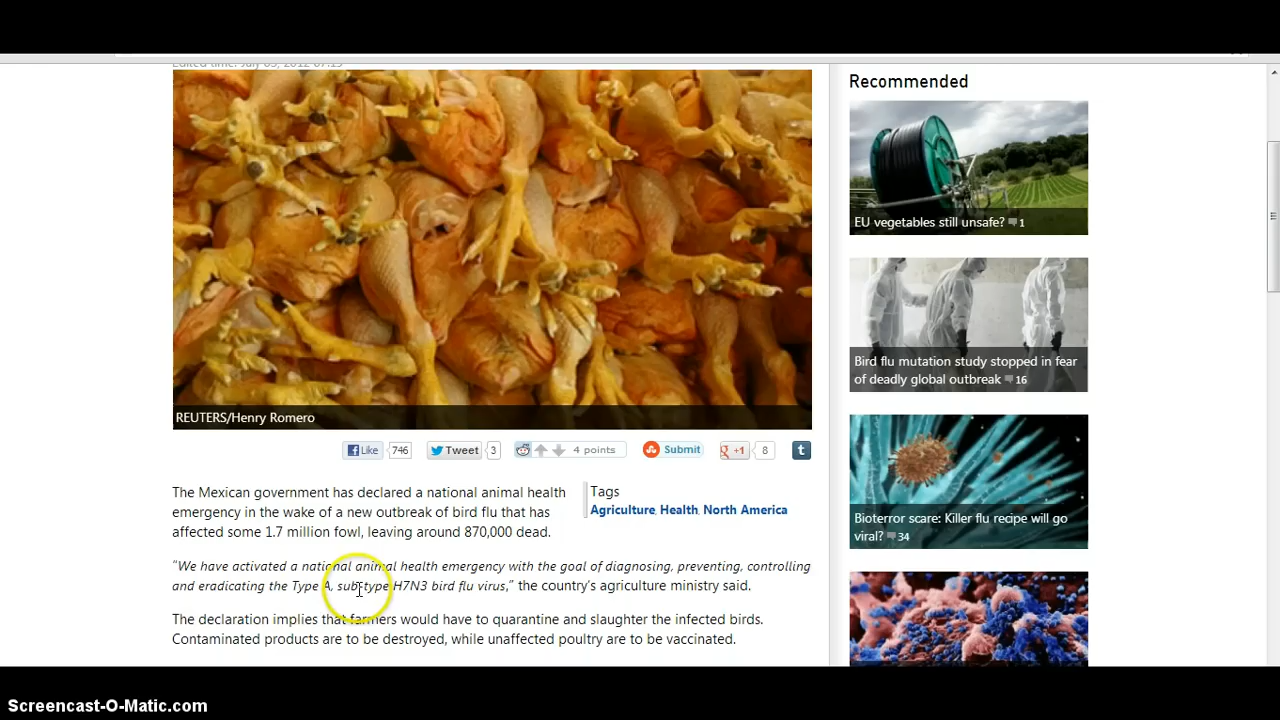 Edited time: July 03, 2012 07:15
Recommended
EU vegetables still unsafe? 1
Bird flu mutation study stopped in fear
of deadly global outbreak 16
REUTERS/Henry Romero
Like 746 Tweet 3 4 points Submit +1 8 t
Bioterror scare: Killer flu recipe will go
viral? 34
The Mexican government has declared a national animal health
emergency in the wake of a new outbreak of bird flu that has
affected some 1.7 million fowl, leaving around 870,000 dead.
Tags
Agriculture, Health, North America
"We have activated a national animal health emergency with the goal of diagnosing, preventing, controlling
and eradicating the Type A, sub-type H7N3 bird flu virus," the country's agriculture ministry said.
The declaration implies that farmers would have to quarantine and slaughter the infected birds.
Contaminated products are to be destroyed, while unaffected poultry are to be vaccinated.
Screencast-O-Matic.com